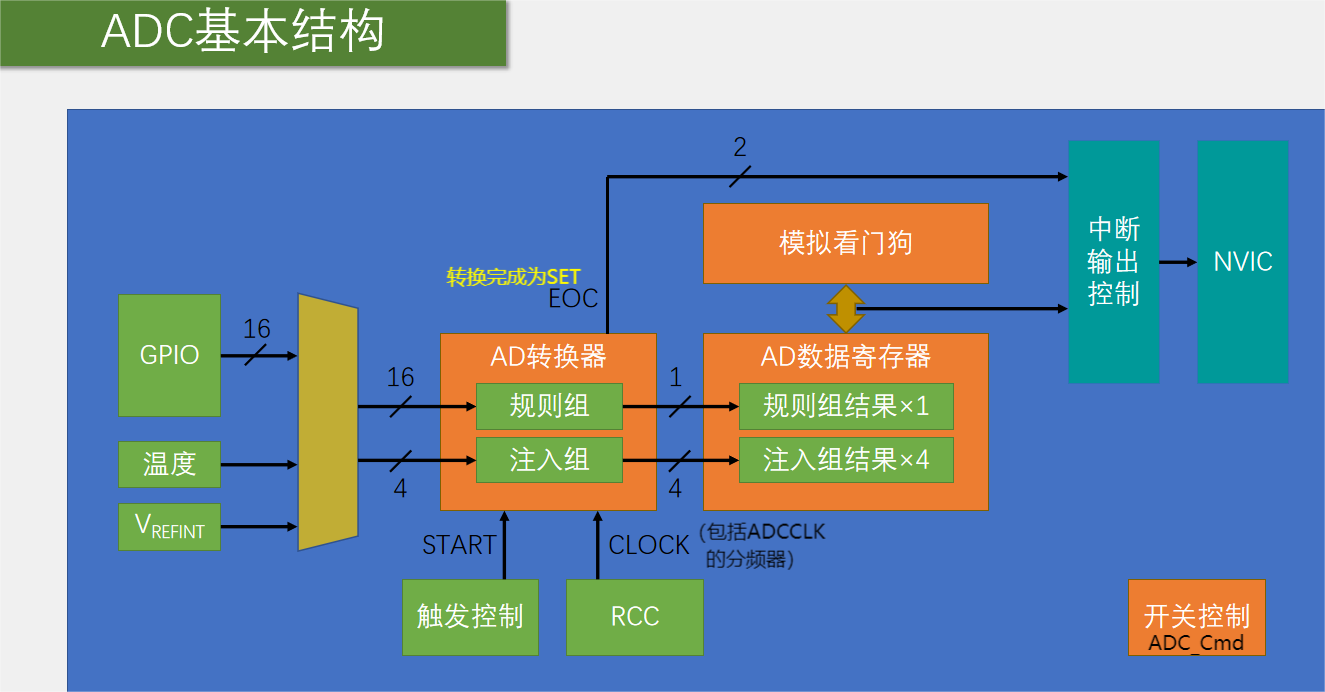 ADC基本结构
2
模拟看门狗
中断
输出
控制
NVIC
转换完成为SET
EOC
GPIO
16
AD转换器
AD数据寄存器
16
1
规则组
规则组结果×1
温度
注入组
注入组结果×4
4
4
VREFINT
START
CLOCK
(包括ADCCLK
的分频器)
触发控制
RCC
开关控制
ADC_Cmd